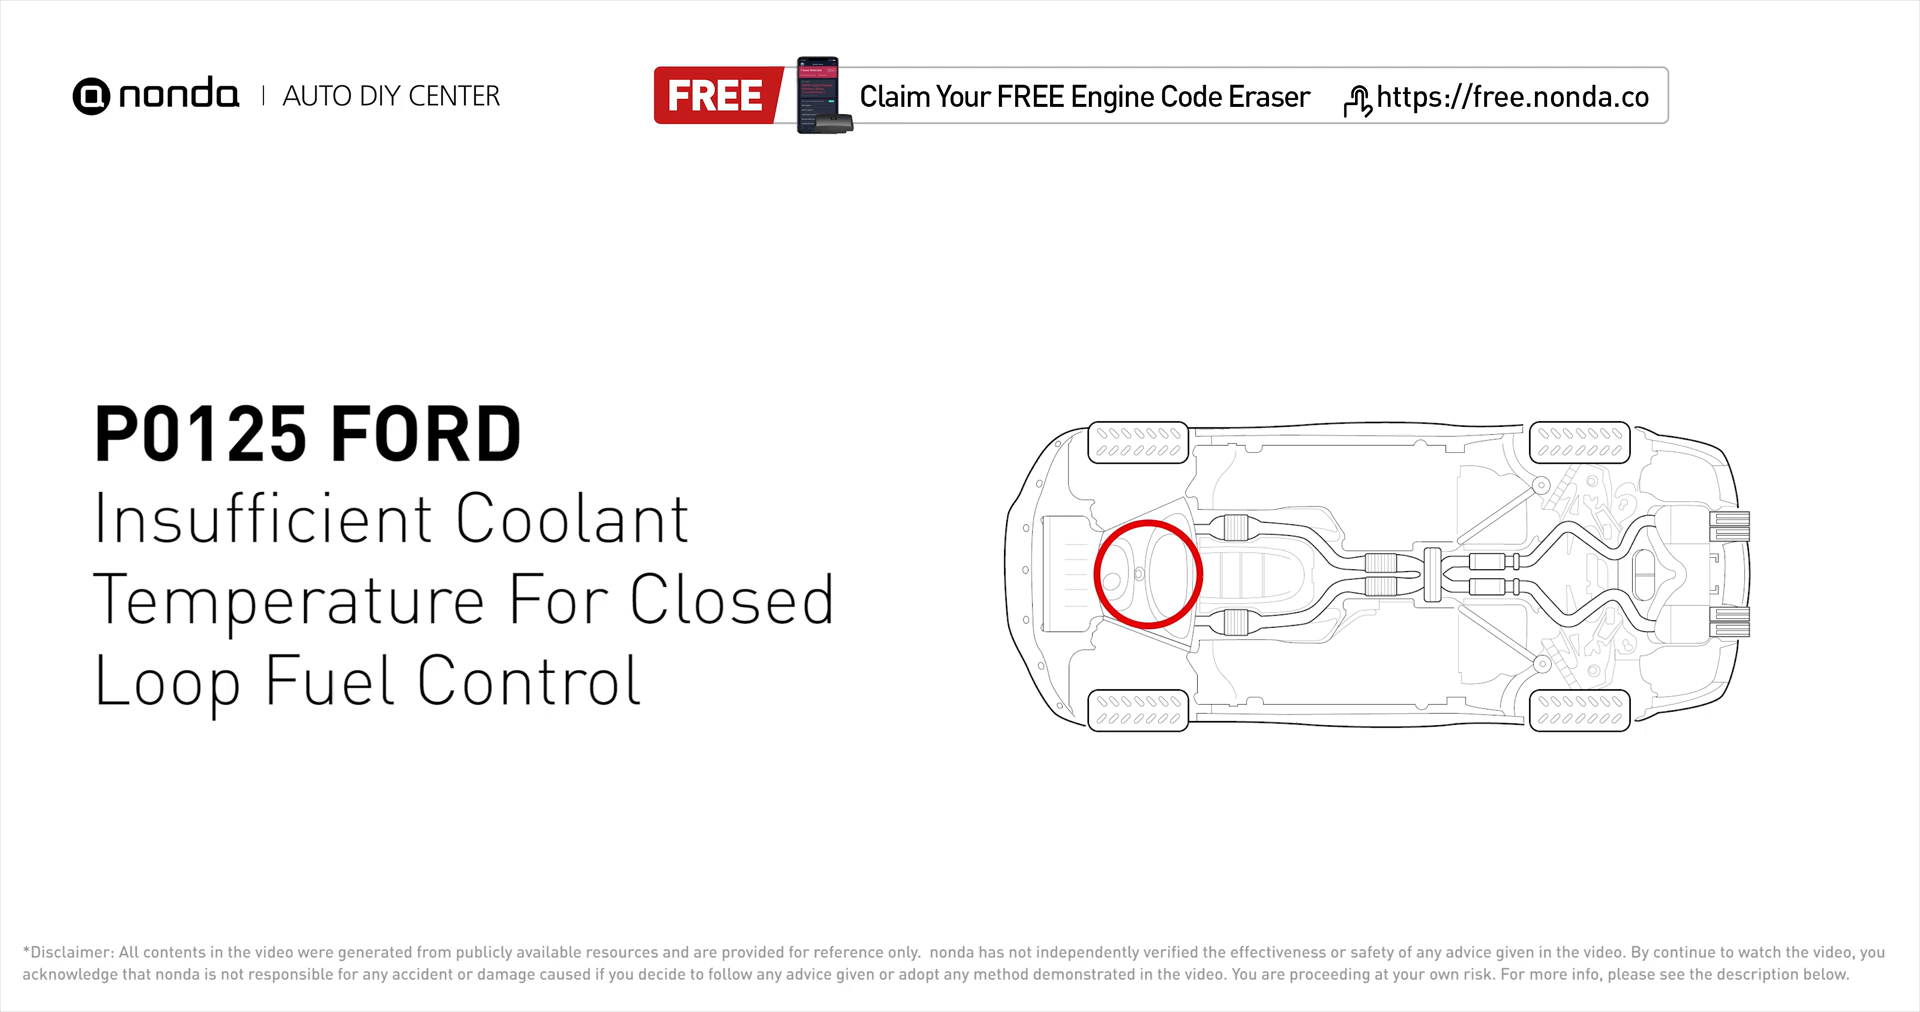 nonda | AUTO DIY CENTER
FREE Claim Your FREE Engine Code Eraser https://free.nonda.co
P0125 FORD
Insufficient Coolant
Temperature For Closed
Loop Fuel Control
*Disclaimer: All contents in the video were generated from publicly available resources and are provided for reference only.  nonda has not independently verified the effectiveness or safety of any advice given in the video. By continue to watch the video, you
acknowledge that nonda is not responsible for any accident or damage caused if you decide to follow any advice given or adopt any method demonstrated in the video. You are proceeding at your own risk. For more info, please see the description below.